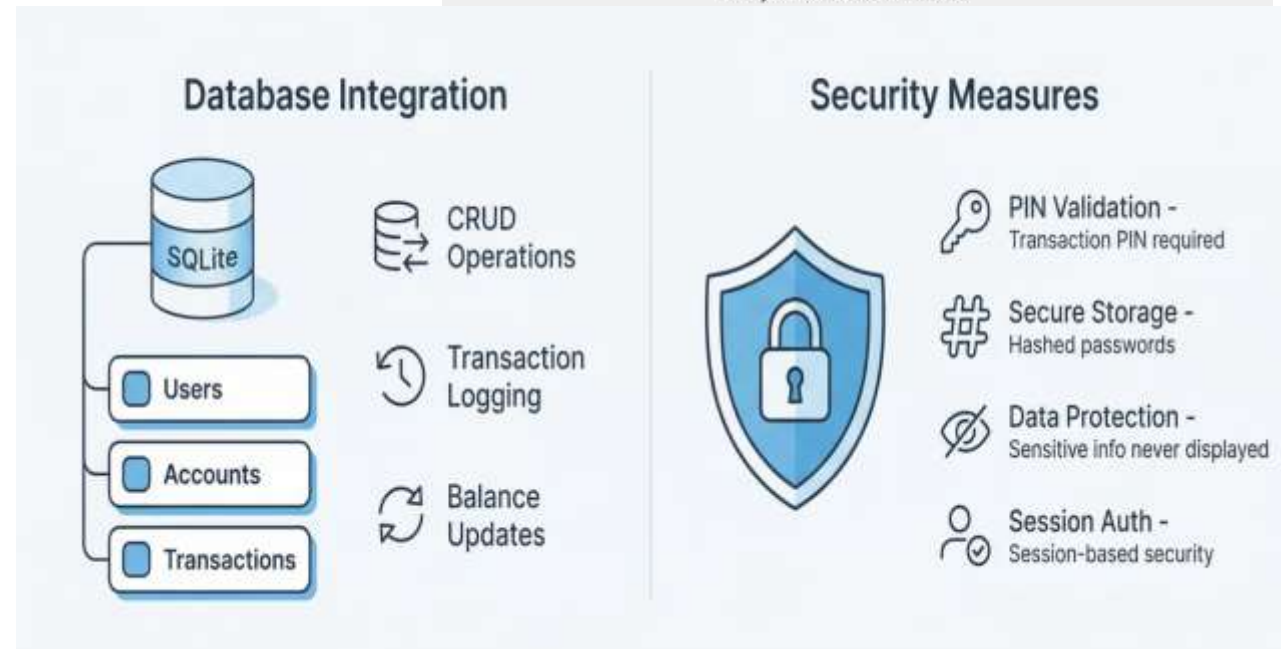 Database Integration
SQLite
Users
Accounts
Transactions
CRUD
Operations
Transaction
Logging
Balance
Updates
Security Measures
PIN Validation -
Transaction PIN required
Secure Storage -
Hashed passwords
Data Protection -
Sensitive info never displayed
Session Auth -
Session-based security